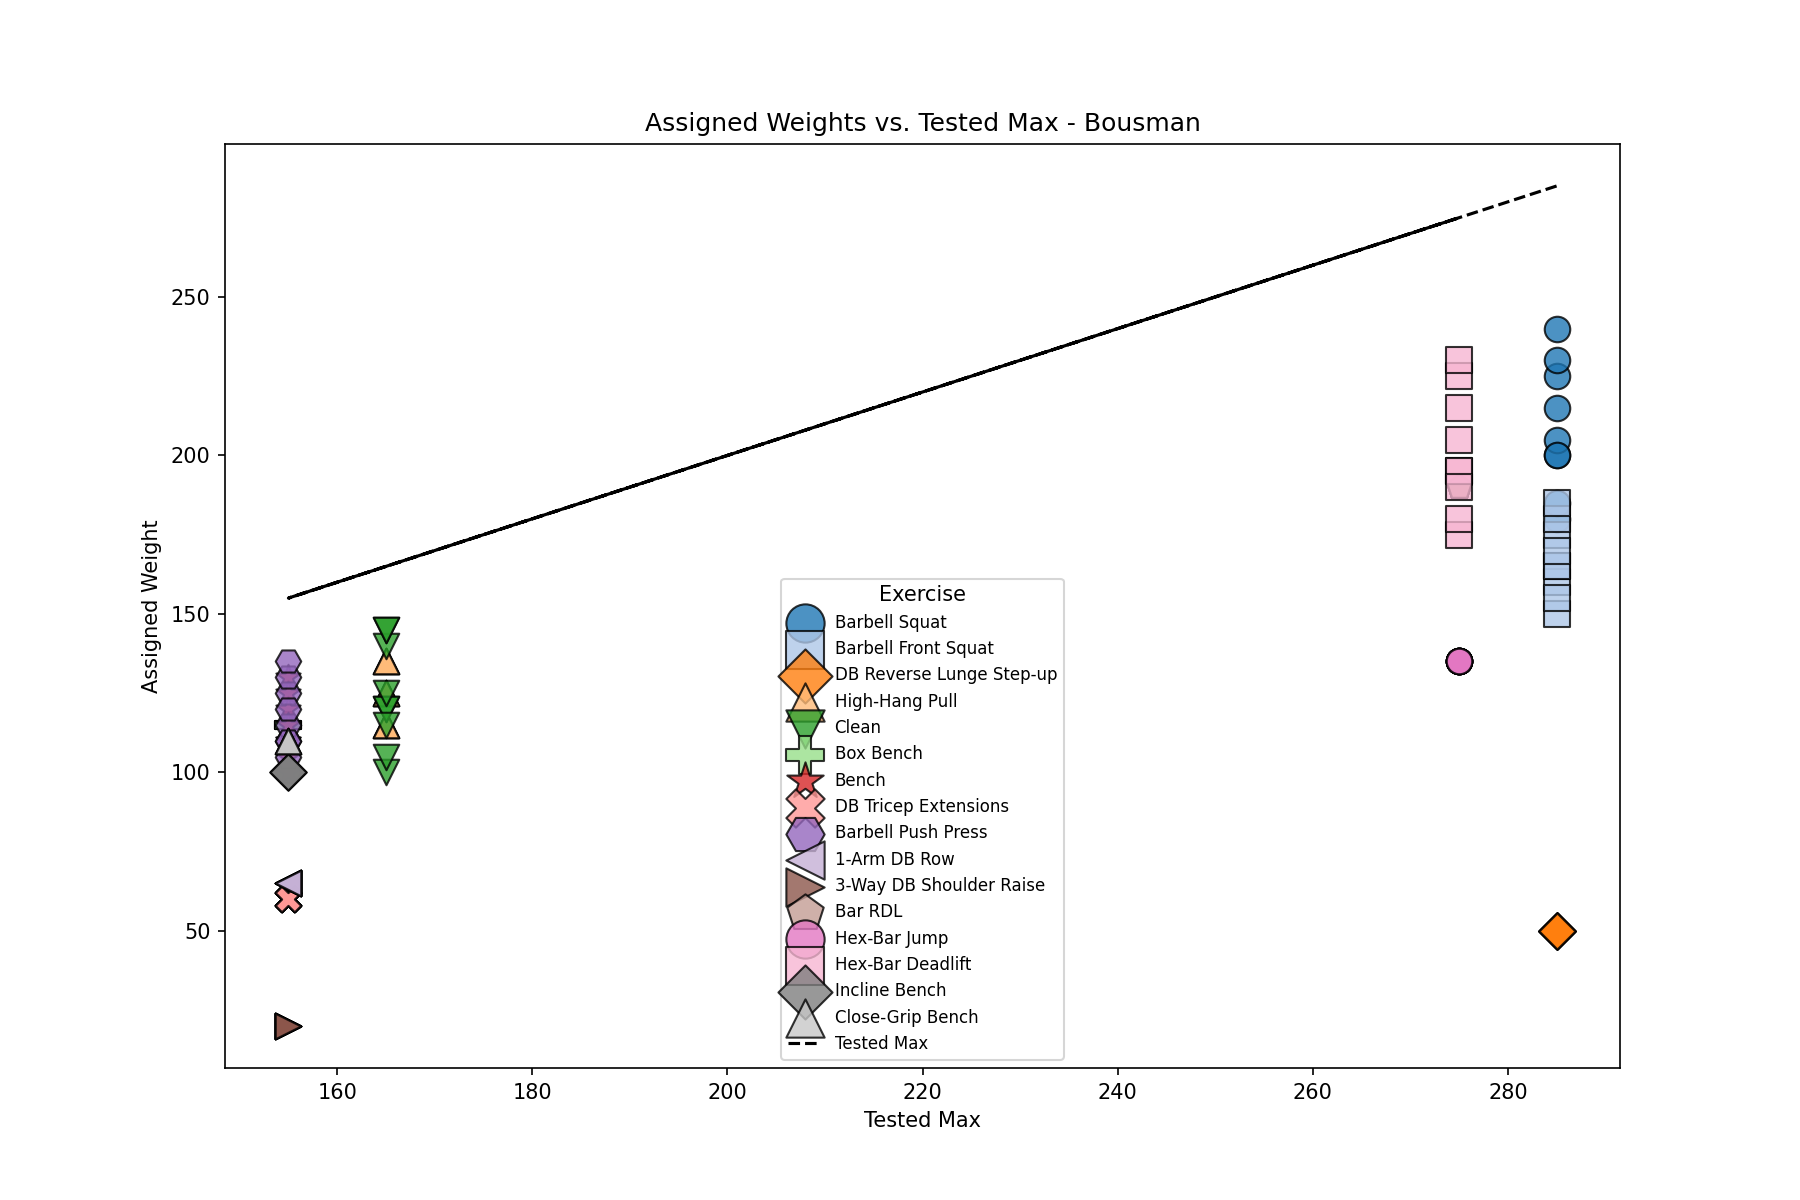 Assigned Weights vs. Tested Max - Bousman
Assigned Weight
250
200
150
100
50
Exercise
Barbell Squat
Barbell Front Squat
DB Reverse Lunge Step-up
High-Hang Pull
Clean
Box Bench
Bench
DB Tricep Extensions
Barbell Push Press
1-Arm DB Row
3-Way DB Shoulder Raise
Bar RDL
Hex-Bar Jump
Hex-Bar Deadlift
Incline Bench
Close-Grip Bench
Tested Max
160 180 200 220 240 260 280
Tested Max